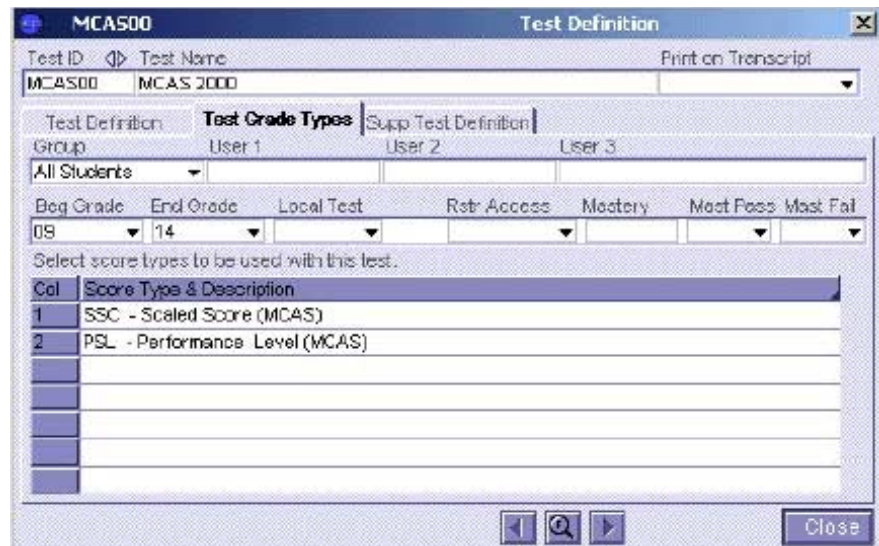 MCAS00 Test Definition
Test ID Test Name Print on Transcript
MCAS00 MCAS 2000
Test Definition Test Grade Types Supp Test Definition
Group User 1 User 2 User 3
All Students
Beg Grade End Grade Local Test Rstr Access Mastery Mast Pass Mast Fail
09 14
Select score types to be used with this test.
Col Score Type & Description
1 SSC - Scaled Score (MCAS)
2 PSL - Performance Level (MCAS)
Close